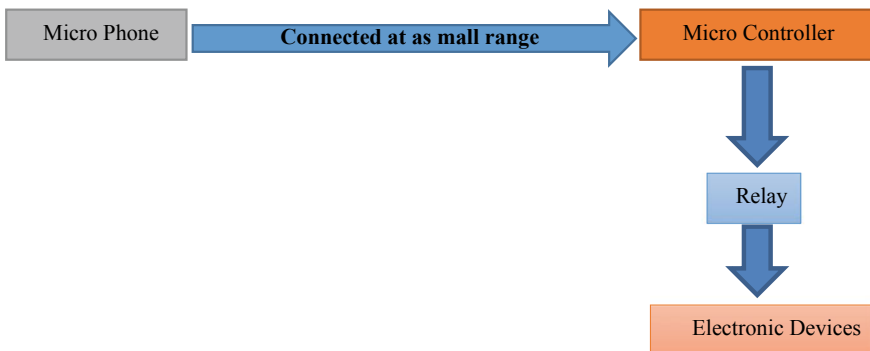 Micro Phone
Connected at as mall range
Micro Controller
Relay
Electronic Devices